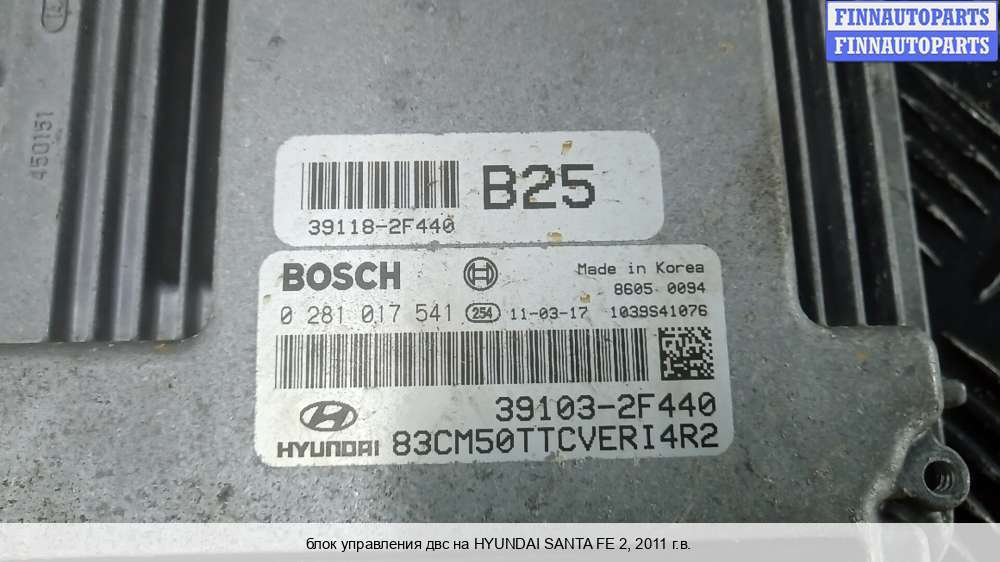 FINNAUTOPARTS
FINNAUTOPARTS
450151
39118-2F440
B25
BOSCH
Made in Korea
8605 0094
0 281 017 541 254 11-03-17 1039S41076
39103-2F440
HYUNDAI 83CM50TTCVERI4R2
блок управления двс на HYUNDAI SANTA FE 2, 2011 г.в.